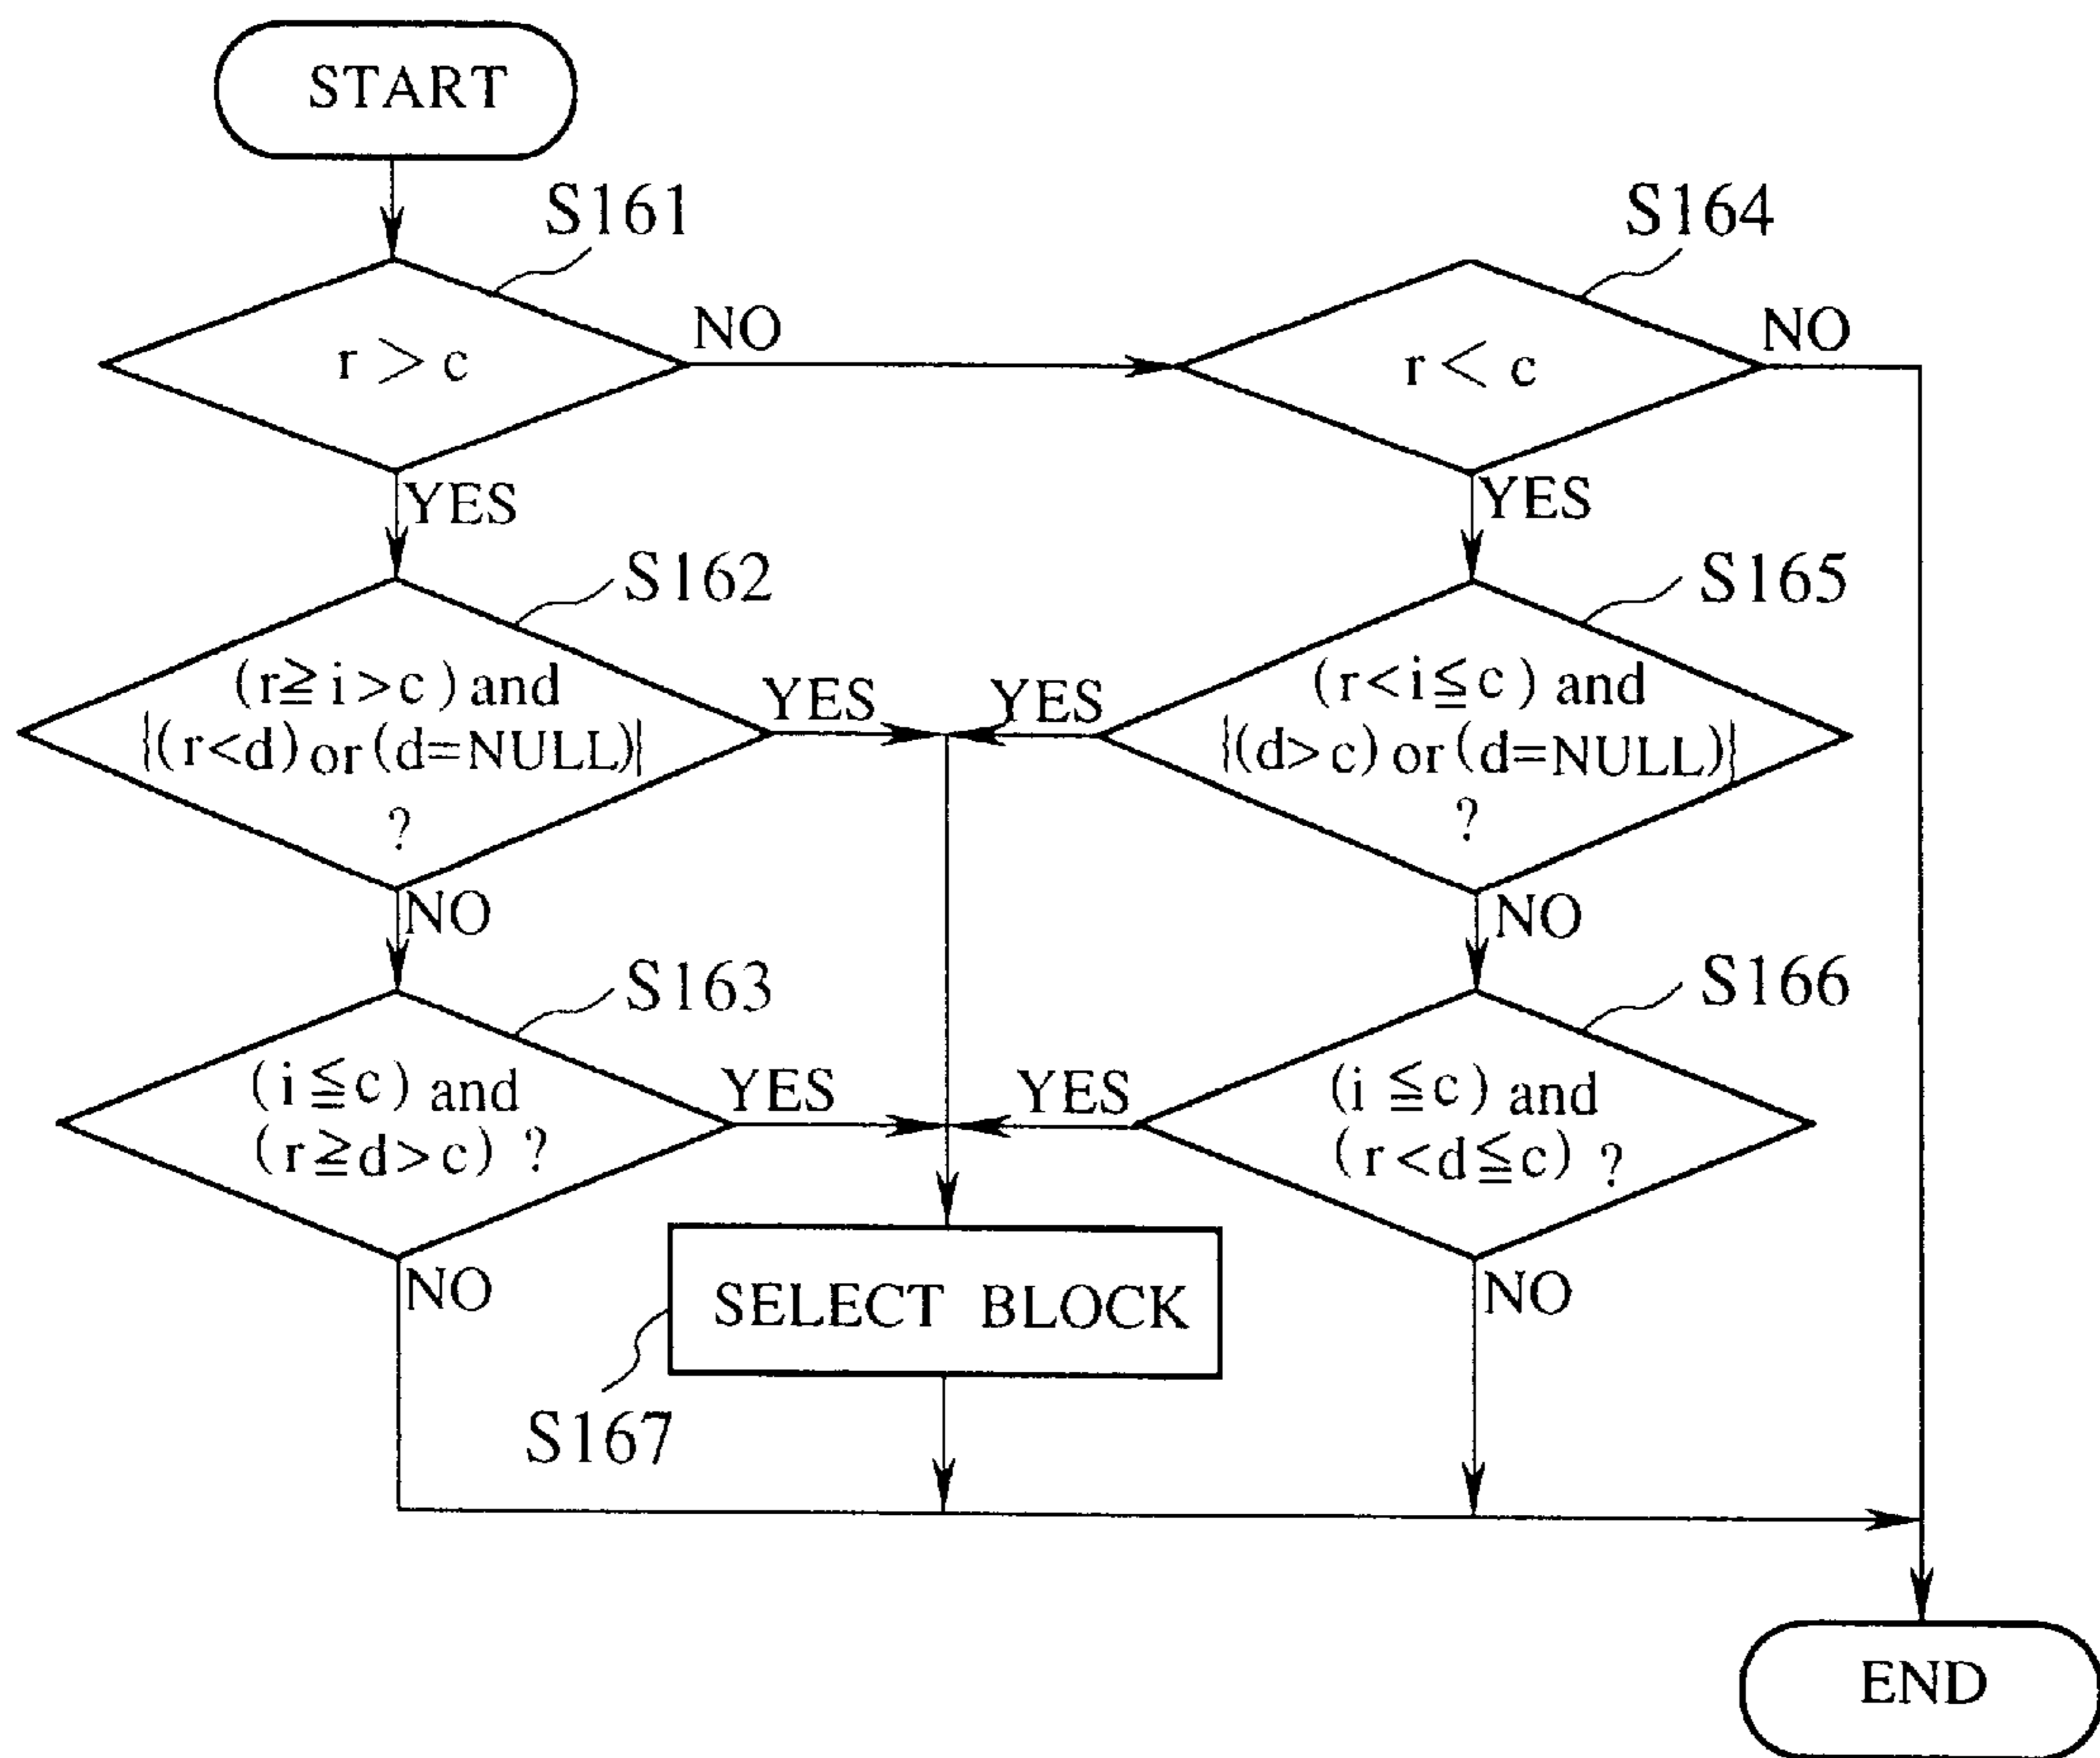 START
S161
r > c
NO
YES
S164
r < c
NO
YES
S162
(r≧i>c) and
{(r<d) or (d=NULL)}
?
YES
NO
S165
(r<i≦c) and
{(d>c) or (d=NULL)}
?
YES
NO
S163
(i≦c) and
(r≧d>c) ?
YES
NO
S166
(i≦c) and
(r<d≦c) ?
YES
NO
SELECT BLOCK
S167
END